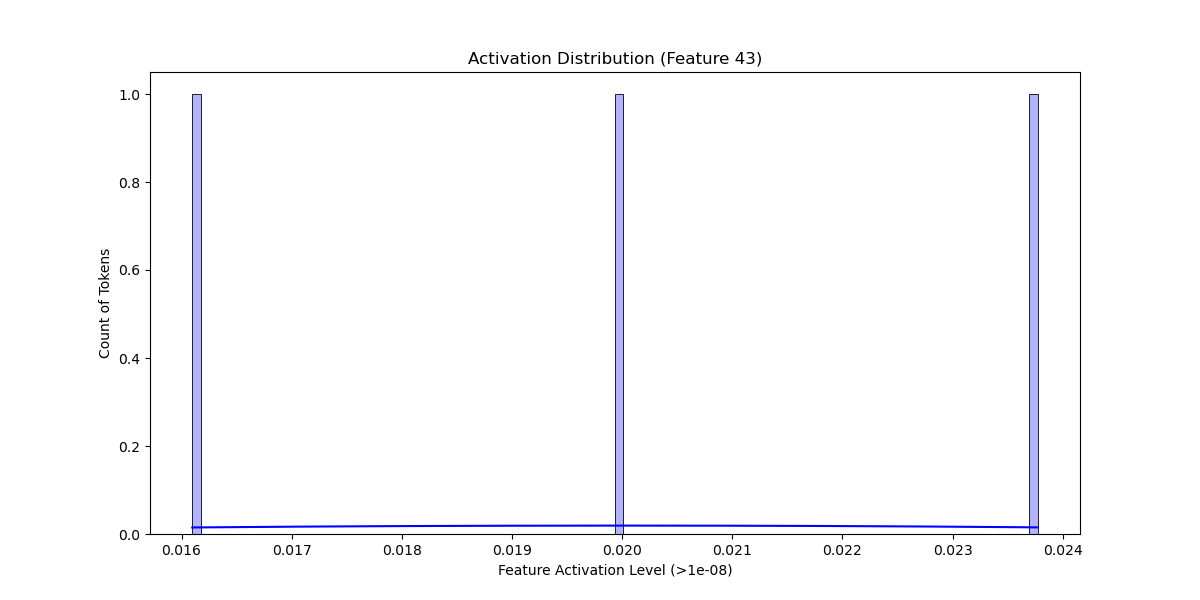 Activation Distribution (Feature 43)
Count of Tokens
1.0
0.8
0.6
0.4
0.2
0.0
0.016 0.017 0.018 0.019 0.020 0.021 0.022 0.023 0.024
Feature Activation Level (>1e-08)